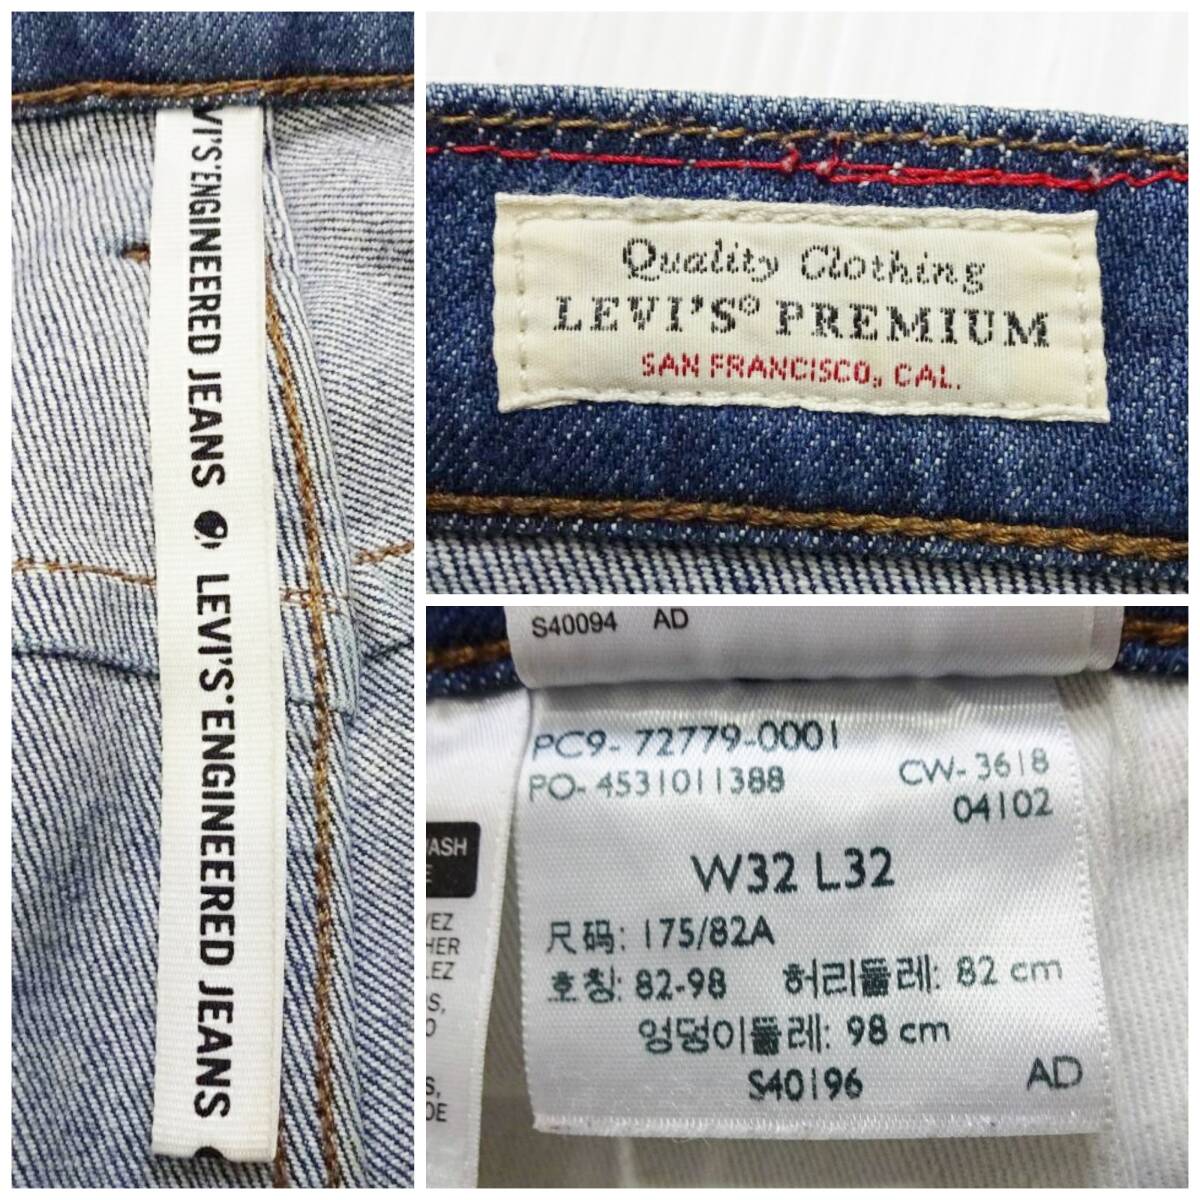 VI'S® ENGINEERED JEANS LEVI'S® ENGINEERED JEANS
Quality Clothing
LEVI'S® PREMIUM
SAN FRANCISCO, CAL.
S40094 AD
PC9-72779-0001
PO-4531011388 CW-3618
04102
W32 L32
尺码: 175/82A
호칭: 82-98 허리둘레: 82 cm
엉덩이둘레: 98 cm
S40196 AD